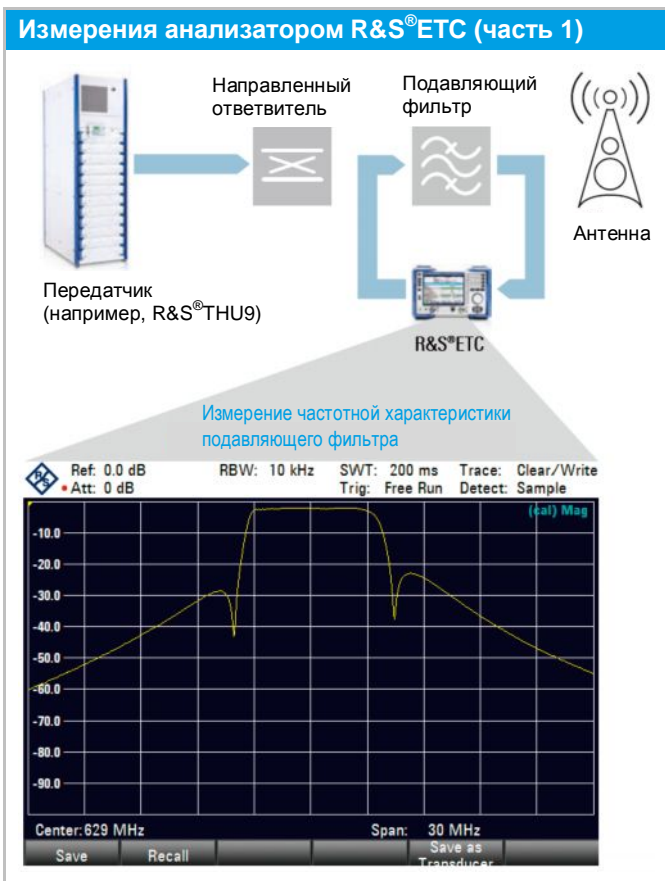 Измерения анализатором R&S®ETC (часть 1)
Направленный
ответвитель
Подавляющий
фильтр
Антенна
Передатчик
(например, R&S®THU9)
R&S®ETC
Измерение частотной характеристики
подавляющего фильтра
Ref: 0.0 dB RBW: 10 kHz SWT: 200 ms Trace: Clear/Write
Att: 0 dB Trig: Free Run Detect: Sample
(cal) Mag
-10.0
-20.0
-30.0
-40.0
-50.0
-60.0
-70.0
-80.0
-90.0
Center: 629 MHz Span: 30 MHz
Save Recall Save as
Transducer